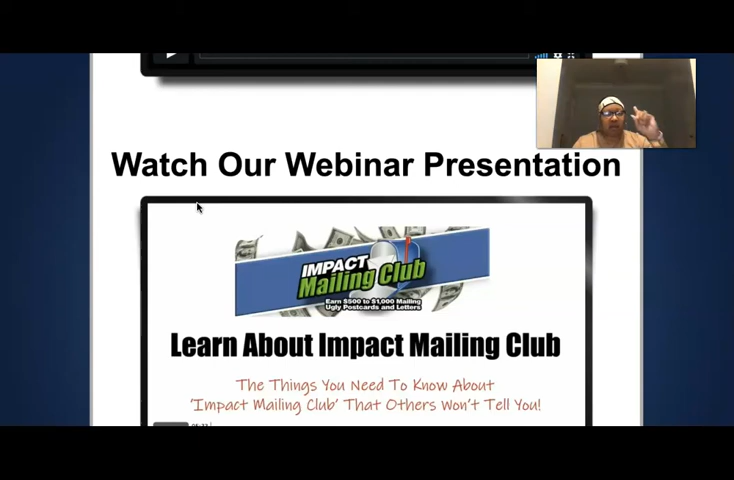 Watch Our Webinar Presentation
IMPACT
Mailing Club
Earn $500 to $1,000 Mailing
Ugly Postcards and Letters
Learn About Impact Mailing Club
The Things You Need To Know About
'Impact Mailing Club' That Others Won't Tell You!